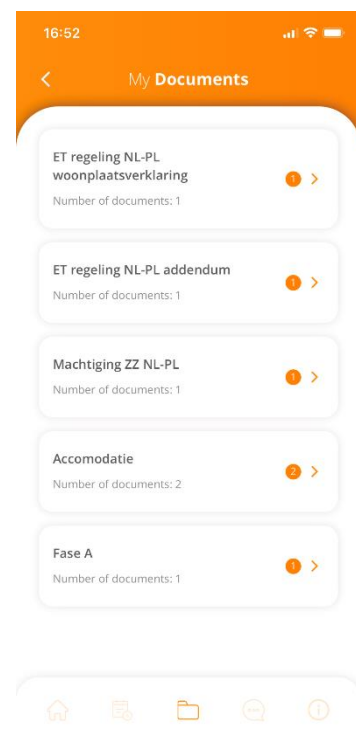 16:52
My Documents
ET regeling NL-PL
woonplaatsverklaring
Number of documents: 1
1
ET regeling NL-PL addendum
Number of documents: 1
1
Machtiging ZZ NL-PL
Number of documents: 1
1
Accomodatie
Number of documents: 2
2
Fase A
Number of documents: 1
1